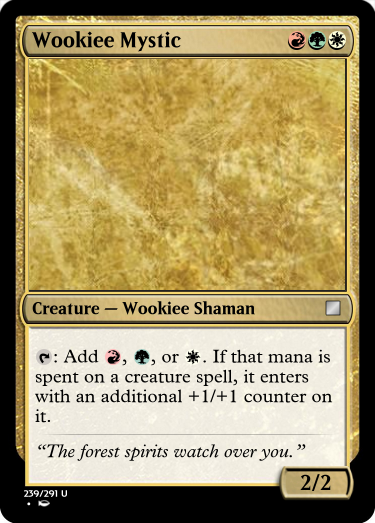 Wookiee Mystic
Creature — Wookiee Shaman
: Add , , or . If that mana is
spent on a creature spell, it enters
with an additional +1/+1 counter on
it.
“The forest spirits watch over you.”
2/2
239/291 U